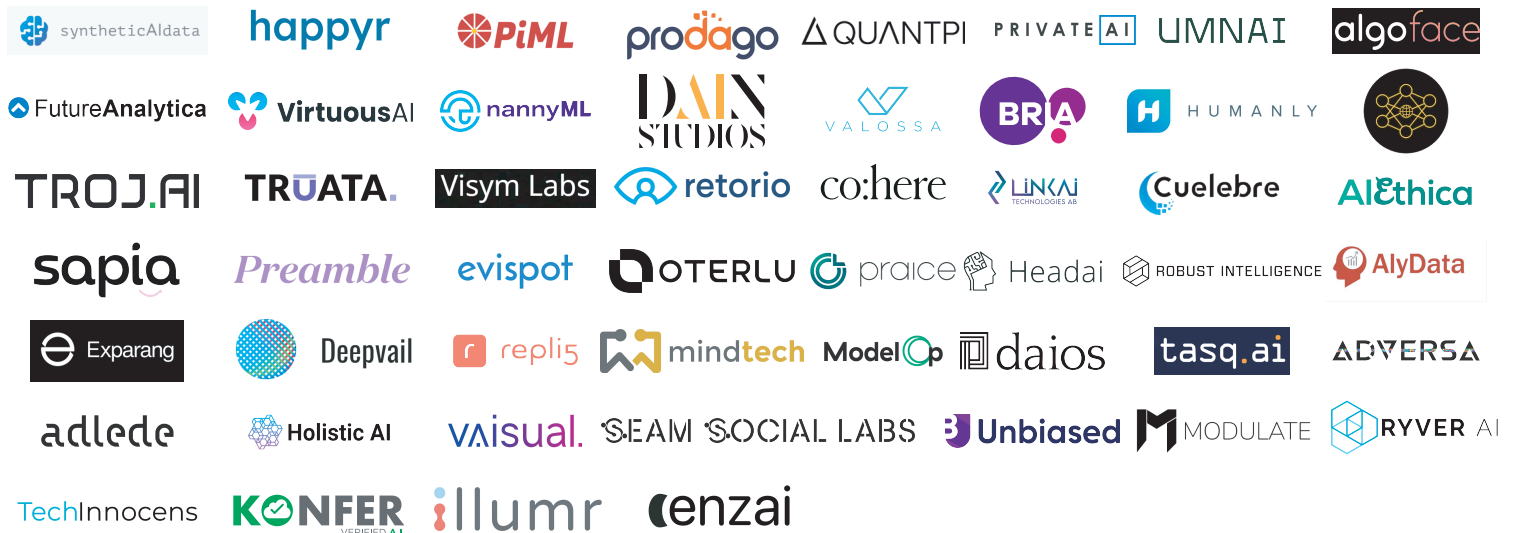 syntheticAIdata
happyr
PiML
prodago
QUANTPI
PRIVATE AI
UMNAI
algoface
FutureAnalytica
VirtuousAI
nannyML
DAIN
STUDIOS
VALOSSA
BRIA
H HUMANLY
TROJ.AI
TRŪATA.
Visym Labs
retorio
co:here
LiNKAi
TECHNOLOGIES AB
Cuelebre
AIEthica
sapia
Preamble
evispot
OTERLU
praice
Headai
ROBUST INTELLIGENCE
AlyData
Exparang
Deepvail
r repli5
mindtech
ModelOp
daios
tasq.ai
ADVERSA
adlede
Holistic AI
vaisual.
SEAM SOCIAL LABS
B Unbiased
MODULATE
RYVER AI
TechInnocens
KONFER
VERIFIED AI
illumr
enzai